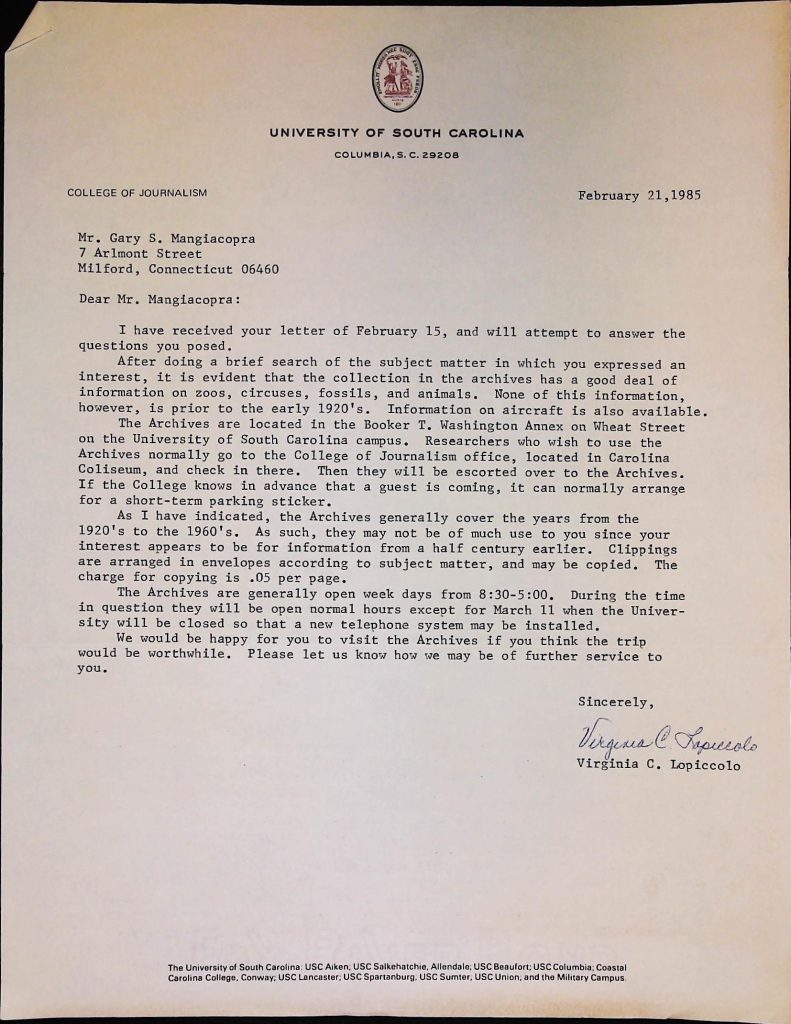 UNIVERSITY OF SOUTH CAROLINA
COLUMBIA, S. C. 29208
COLLEGE OF JOURNALISM
February 21,1985
Mr. Gary S. Mangiacopra
7 Arlmont Street
Milford, Connecticut 06460
Dear Mr. Mangiacopra:
I have received your letter of February 15, and will attempt to answer the
questions you posed.
After doing a brief search of the subject matter in which you expressed an
interest, it is evident that the collection in the archives has a good deal of
information on zoos, circuses, fossils, and animals. None of this information,
however, is prior to the early 1920's. Information on aircraft is also available.
The Archives are located in the Booker T. Washington Annex on Wheat Street
on the University of South Carolina campus. Researchers who wish to use the
Archives normally go to the College of Journalism office, located in Carolina
Coliseum, and check in there. Then they will be escorted over to the Archives.
If the College knows in advance that a guest is coming, it can normally arrange
for a short-term parking sticker.
As I have indicated, the Archives generally cover the years from the
1920's to the 1960's. As such, they may not be of much use to you since your
interest appears to be for information from a half century earlier. Clippings
are arranged in envelopes according to subject matter, and may be copied. The
charge for copying is .05 per page.
The Archives are generally open week days from 8:30-5:00. During the time
in question they will be open normal hours except for March 11 when the Univer-
sity will be closed so that a new telephone system may be installed.
We would be happy for you to visit the Archives if you think the trip
would be worthwhile. Please let us know how we may be of further service to
you.
Sincerely,
Virginia C. Lopiccolo
Virginia C. Lopiccolo
The University of South Carolina: USC Aiken; USC Salkehatchie, Allendale; USC Beaufort; USC Columbia; Coastal
Carolina College, Conway; USC Lancaster; USC Spartanburg, USC Sumter, USC Union, and the Military Campus.